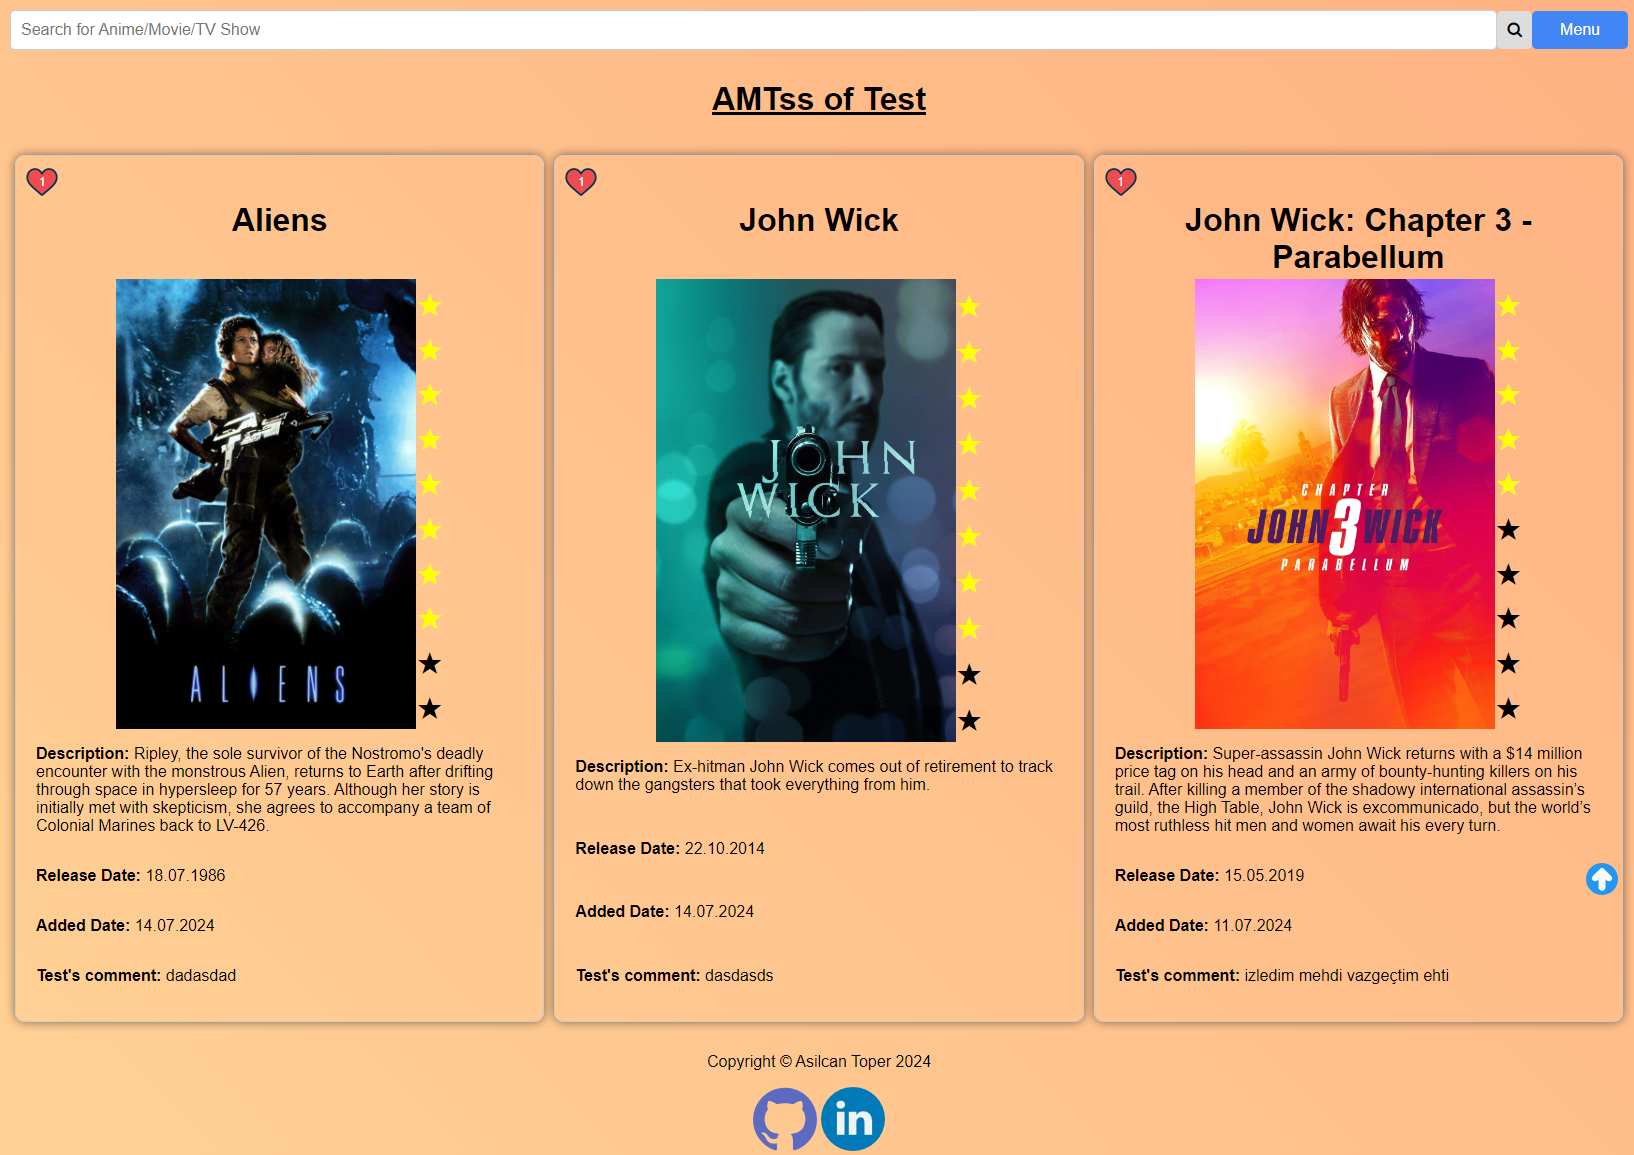 Search for Anime/Movie/TV Show
Menu
AMTss of Test
1
Aliens
ALIENS
Description: Ripley, the sole survivor of the Nostromo's deadly
encounter with the monstrous Alien, returns to Earth after drifting
through space in hypersleep for 57 years. Although her story is
initially met with skepticism, she agrees to accompany a team of
Colonial Marines back to LV-426.
Release Date: 18.07.1986
Added Date: 14.07.2024
Test's comment: dadasdad
1
John Wick
JOHN
WICK
Description: Ex-hitman John Wick comes out of retirement to track
down the gangsters that took everything from him.
Release Date: 22.10.2014
Added Date: 14.07.2024
Test's comment: dasdasds
1
John Wick: Chapter 3 -
Parabellum
CHAPTER
JOHN 3 WICK
PARABELLUM
Description: Super-assassin John Wick returns with a $14 million
price tag on his head and an army of bounty-hunting killers on his
trail. After killing a member of the shadowy international assassin’s
guild, the High Table, John Wick is excommunicado, but the world’s
most ruthless hit men and women await his every turn.
Release Date: 15.05.2019
Added Date: 11.07.2024
Test's comment: izledim mehdi vazgeçtim ehti
Copyright © Asilcan Toper 2024
in